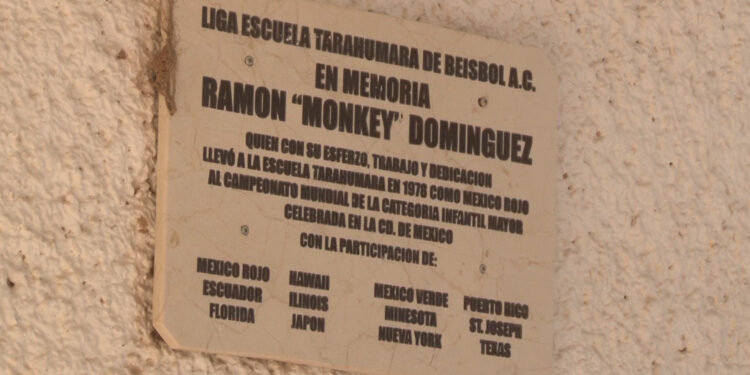 LIGA ESCUELA TARAHUMARA DE BEISBOL A.C.
EN MEMORIA
RAMON "MONKEY" DOMINGUEZ
QUIEN CON SU ESFERZO, TRABAJO Y DEDICACION
LLEVÓ A LA ESCUELA TARAHUMARA EN 1978 COMO MEXICO ROJO
AL CAMPEONATO MUNDIAL DE LA CATEGORIA INFANTIL MAYOR
CELEBRADA EN LA CD. DE MEXICO
CON LA PARTICIPACION DE:
MEXICO ROJO
ESCUADOR
FLORIDA
HAWAII
ILINOIS
JAPON
MEXICO VERDE
MINESOTA
NUEVA YORK
PUERTO RICO
ST. JOSEPH
TEXAS